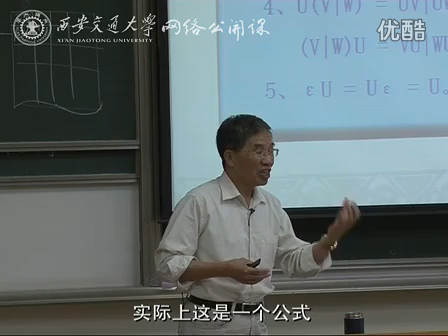 西安交通大学 网络公开课
XIAN JIAOTONG UNIVERSITY
优酷
4、U(V|W) = UV|UW
(V|W)U = VU|WU
5、εU = Uε = U。
实际上这是一个公式